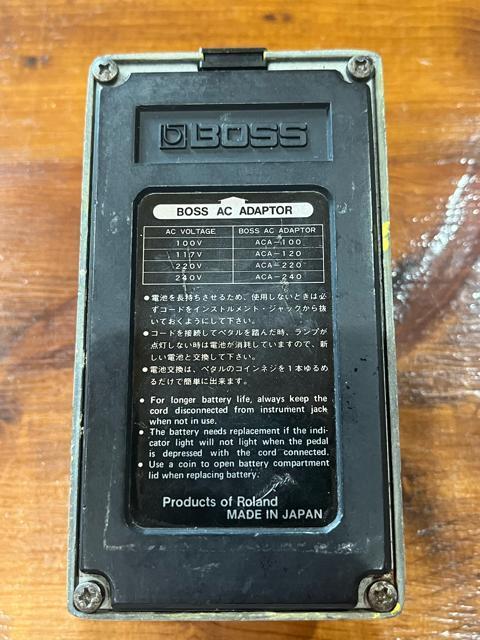 BOSS
BOSS AC ADAPTOR
AC VOLTAGE BOSS AC ADAPTOR
100V ACA-100
117V ACA-120
220V ACA-220
240V ACA-240
●電池を長持ちさせるため、使用しないときは必
ずコードをインストルメント・ジャックから抜
いておくようにして下さい。
●コードを接続してペタルを踏んだ時、ランプが
点灯しない時は電池が消耗していますので、新
しい電池と交換して下さい。
●電池交換は、ペタルのコインネジを1本ゆるめ
るだけで簡単に出来ます。
● For longer battery life, always keep the
cord disconnected from instrument jack
when not in use.
● The battery needs replacement if the indi-
cator light will not light when the pedal
is depressed with the cord connected.
● Use a coin to open battery compartment
lid when replacing battery.
Products of Roland
MADE IN JAPAN